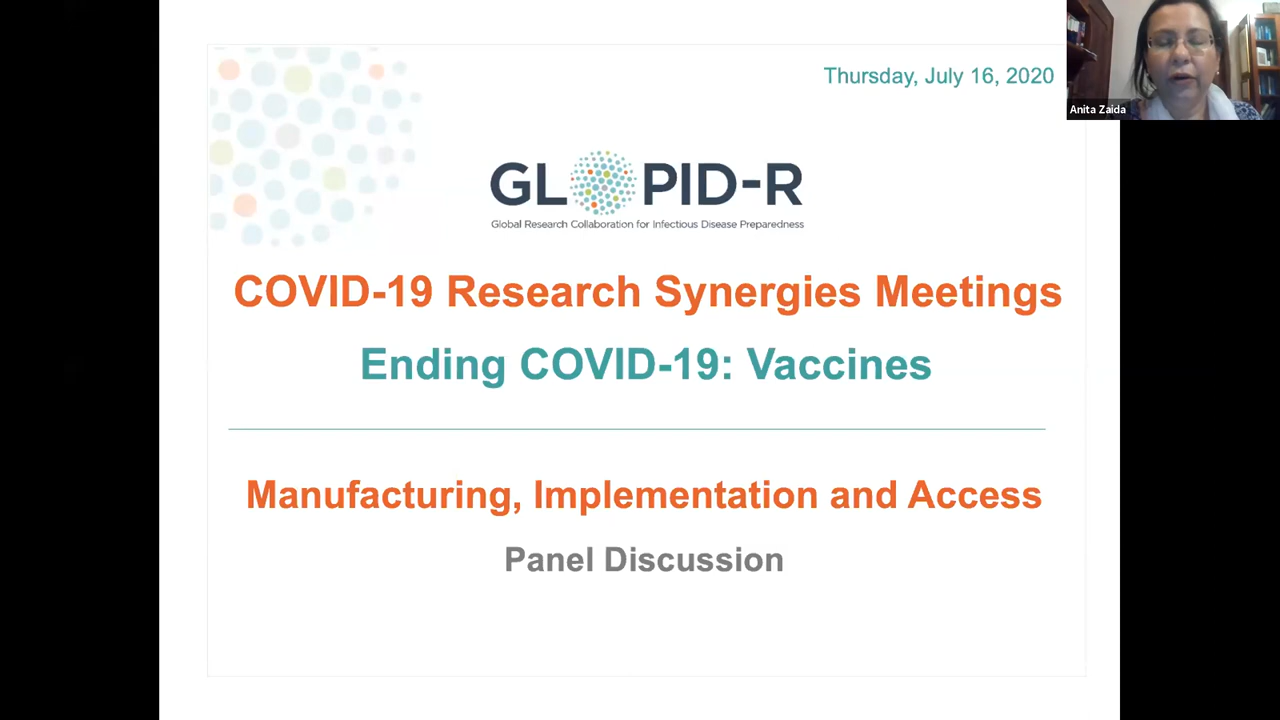 Thursday, July 16, 2020
Anita Zaida
GLOPID-R
Global Research Collaboration for Infectious Disease Preparedness
COVID-19 Research Synergies Meetings
Ending COVID-19: Vaccines
Manufacturing, Implementation and Access
Panel Discussion